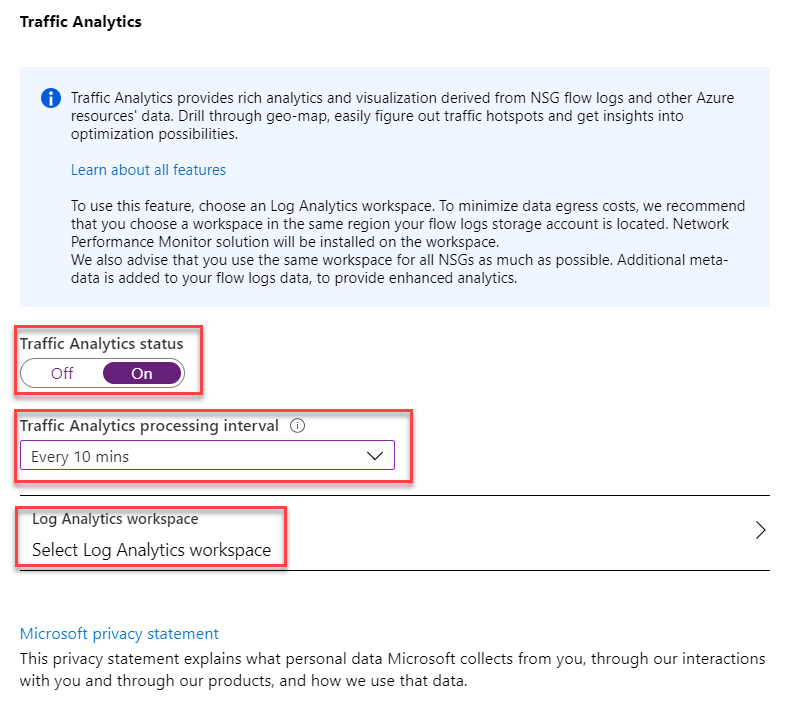 Traffic Analytics
Traffic Analytics provides rich analytics and visualization derived from NSG flow logs and other Azure
resources' data. Drill through geo-map, easily figure out traffic hotspots and get insights into
optimization possibilities.
Learn about all features
To use this feature, choose an Log Analytics workspace. To minimize data egress costs, we recommend
that you choose a workspace in the same region your flow logs storage account is located. Network
Performance Monitor solution will be installed on the workspace.
We also advise that you use the same workspace for all NSGs as much as possible. Additional meta-
data is added to your flow logs data, to provide enhanced analytics.
Traffic Analytics status
Off On
Traffic Analytics processing interval
Every 10 mins
Log Analytics workspace
Select Log Analytics workspace
Microsoft privacy statement
This privacy statement explains what personal data Microsoft collects from you, through our interactions
with you and through our products, and how we use that data.